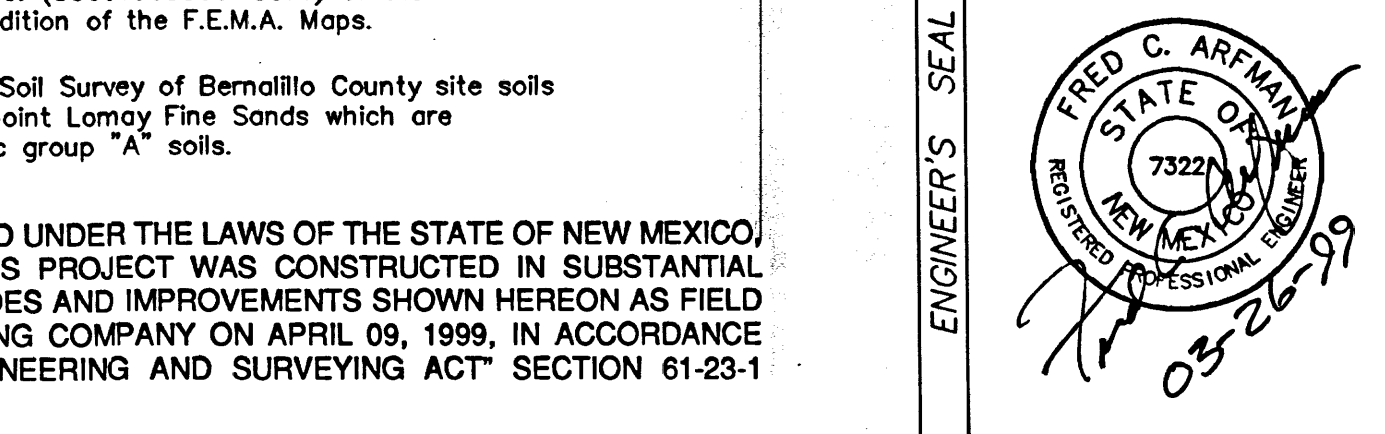 dition of the F.E.M.A. Maps.
Soil Survey of Bernalillo County site soils
oint Lomay Fine Sands which are
c group "A" soils.
D UNDER THE LAWS OF THE STATE OF NEW MEXICO,
S PROJECT WAS CONSTRUCTED IN SUBSTANTIAL
DES AND IMPROVEMENTS SHOWN HEREON AS FIELD
NG COMPANY ON APRIL 09, 1999, IN ACCORDANCE
NEERING AND SURVEYING ACT" SECTION 61-23-1
ENGINEER'S SEAL
FRED C. ARFMAN
STATE OF
7322
NEW MEXICO
REGISTERED PROFESSIONAL ENGINEER
03-26-99